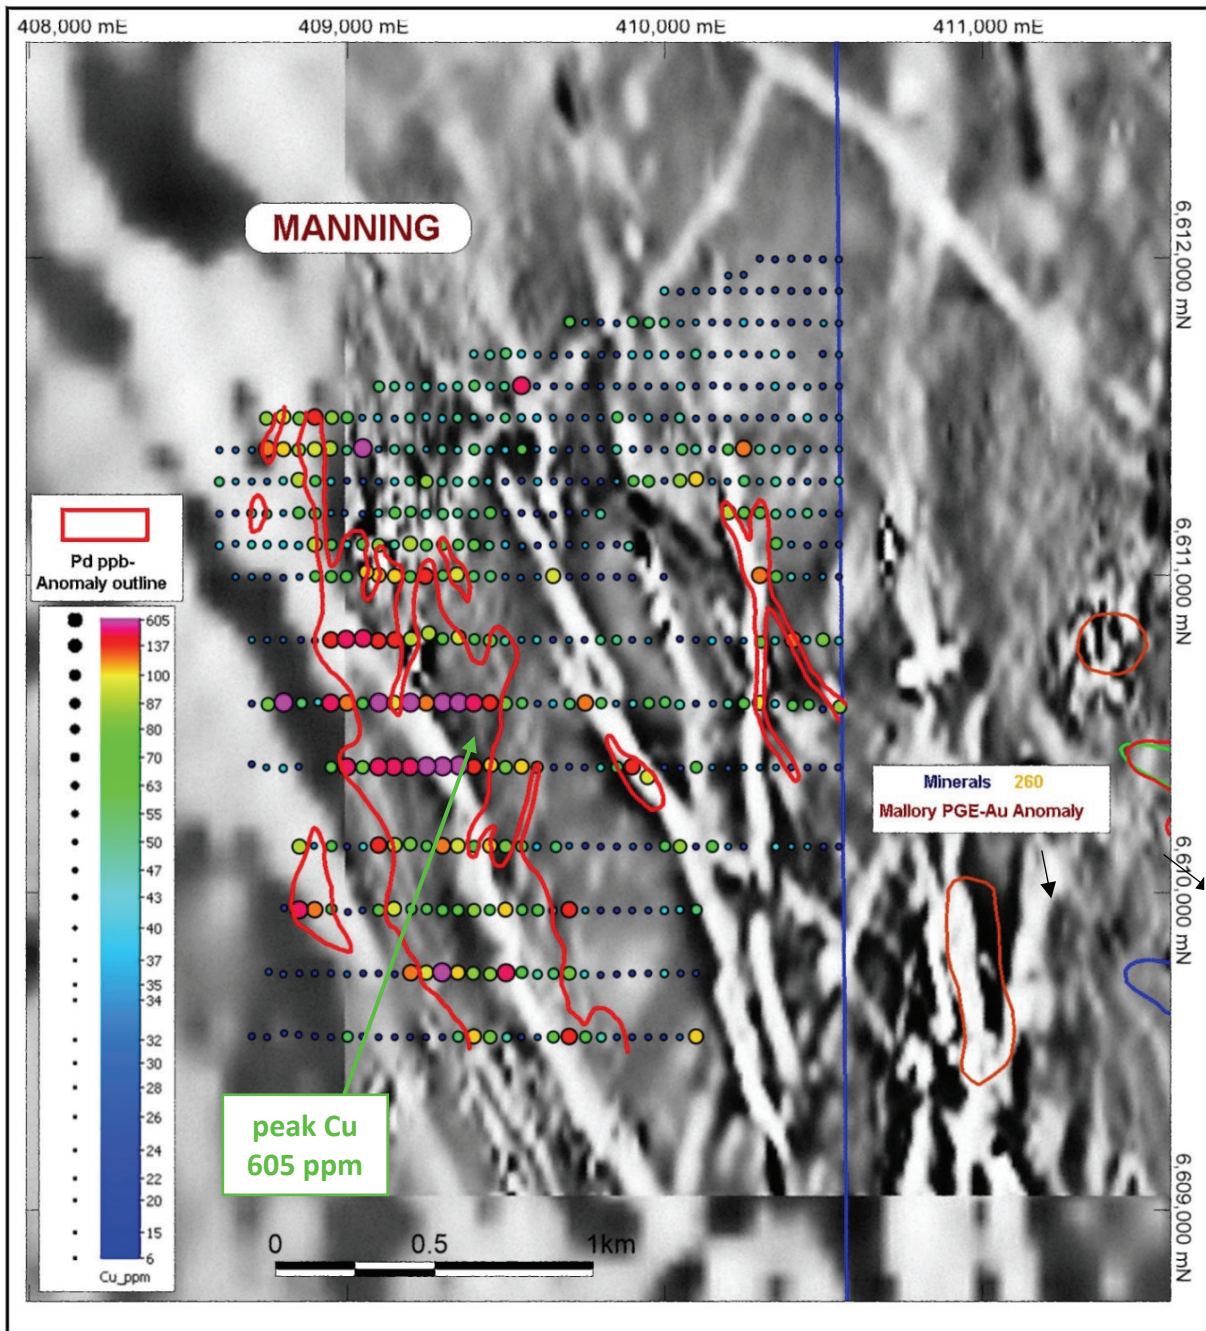 408,000 mE
409,000 mE
410,000 mE
411,000 mE
MANNING
6,612,000 mN
6,611,000 mN
6,610,000 mN
6,609,000 mN
Pd ppb-
Anomaly outline
605
137
100
87
80
70
63
55
50
47
43
40
37
35
34
32
30
28
26
24
22
20
15
6
Cu_ppm
Minerals 260
Mallory PGE-Au Anomaly
peak Cu
605 ppm
0
0.5
1km